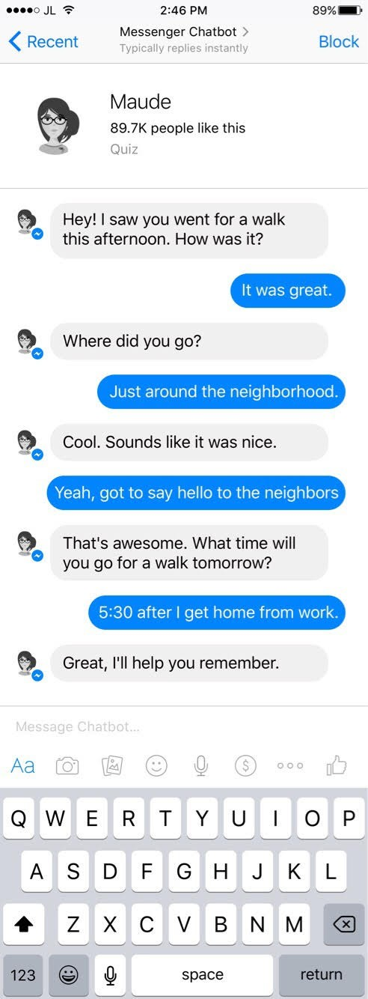 JL 2:46 PM 89%
Recent Messenger Chatbot Block
Typically replies instantly
Maude
89.7K people like this
Quiz
Hey! I saw you went for a walk
this afternoon. How was it?
It was great.
Where did you go?
Just around the neighborhood.
Cool. Sounds like it was nice.
Yeah, got to say hello to the neighbors
That's awesome. What time will
you go for a walk tomorrow?
5:30 after I get home from work.
Great, I'll help you remember.
Message Chatbot...
Aa $
Q W E R T Y U I O P
A S D F G H J K L
Z X C V B N M
123 space return